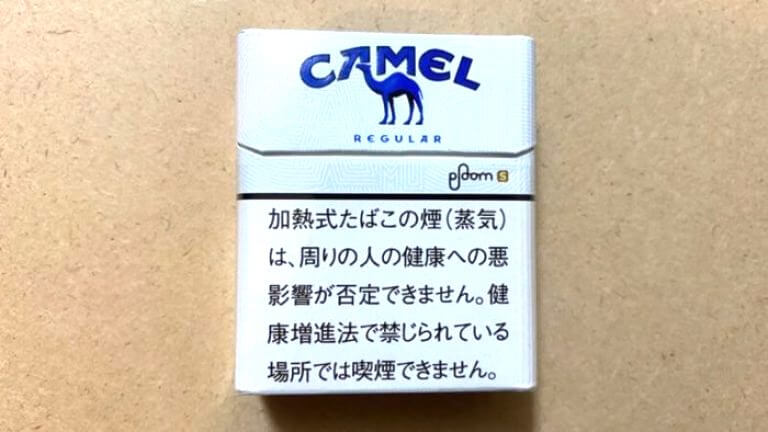 CAMEL
REGULAR
ploom S
加熱式たばこの煙(蒸気)
は、周りの人の健康への悪
影響が否定できません。健
康増進法で禁じられている
場所では喫煙できません。